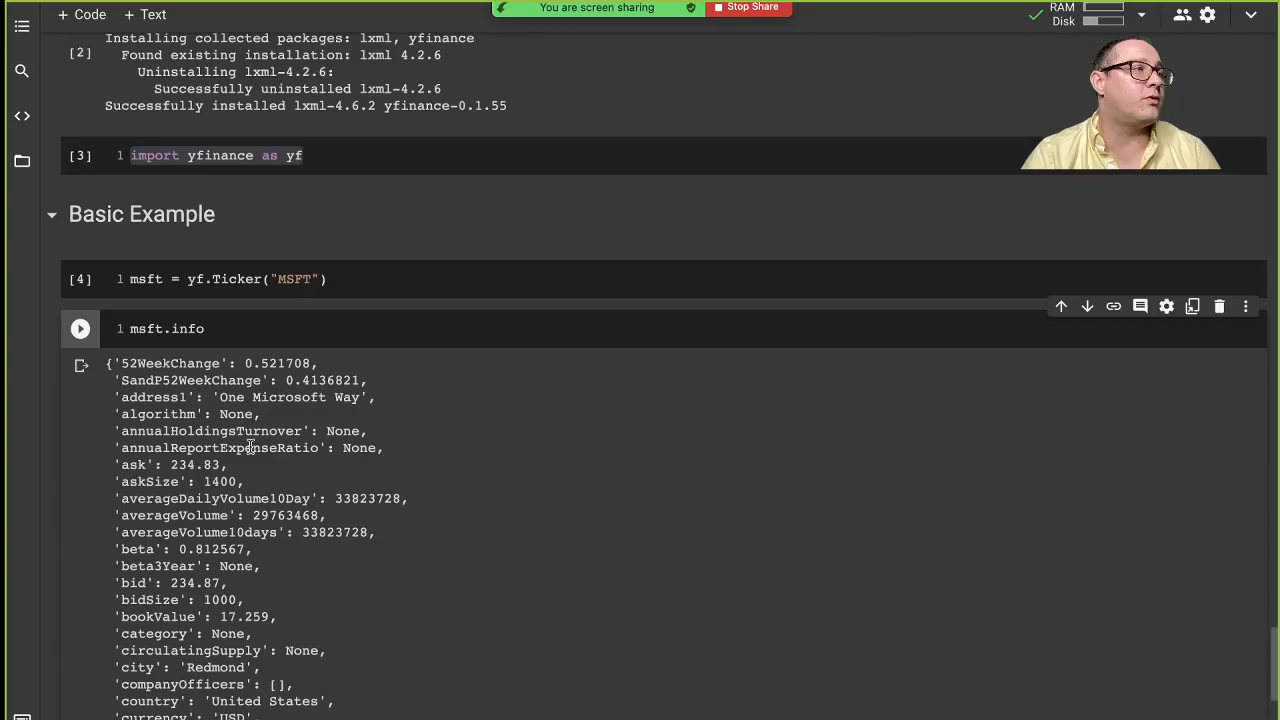 + Code + Text
You are screen sharing
Stop Share
RAM
Disk
Installing collected packages: lxml, yfinance
[2]
Found existing installation: lxml 4.2.6
Uninstalling lxml-4.2.6:
Successfully uninstalled lxml-4.2.6
Successfully installed lxml-4.6.2 yfinance-0.1.55
[3] 1 import yfinance as yf
Basic Example
[4] 1 msft = yf.Ticker("MSFT")
1 msft.info
{'52WeekChange': 0.521708,
'SandP52WeekChange': 0.4136821,
'address1': 'One Microsoft Way',
'algorithm': None,
'annualHoldingsTurnover': None,
'annualReportExpenseRatio': None,
'ask': 234.83,
'askSize': 1400,
'averageDailyVolume10Day': 33823728,
'averageVolume': 29763468,
'averageVolume10days': 33823728,
'beta': 0.812567,
'beta3Year': None,
'bid': 234.87,
'bidSize': 1000,
'bookValue': 17.259,
'category': None,
'circulatingSupply': None,
'city': 'Redmond',
'companyOfficers': [],
'country': 'United States',
'currency': 'USD',